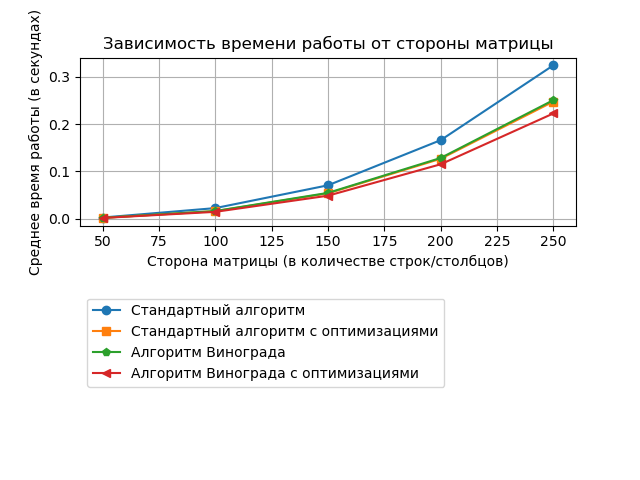 Зависимость времени работы от стороны матрицы
Среднее время работы (в секундах)
0.3
0.2
0.1
0.0
50 75 100 125 150 175 200 225 250
Сторона матрицы (в количестве строк/столбцов)
Стандартный алгоритм
Стандартный алгоритм с оптимизациями
Алгоритм Винограда
Алгоритм Винограда с оптимизациями